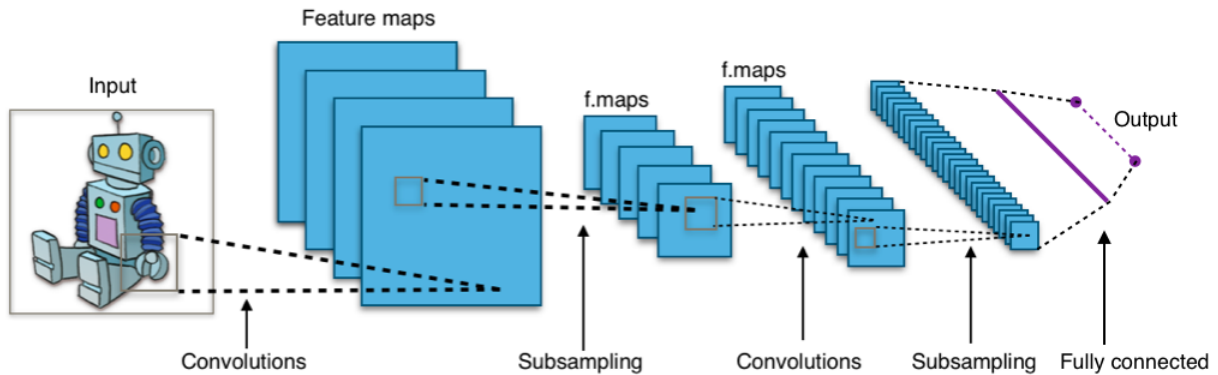 Feature maps
Input
f.maps
f.maps
Output
Convolutions
Subsampling
Convolutions
Subsampling
Fully connected